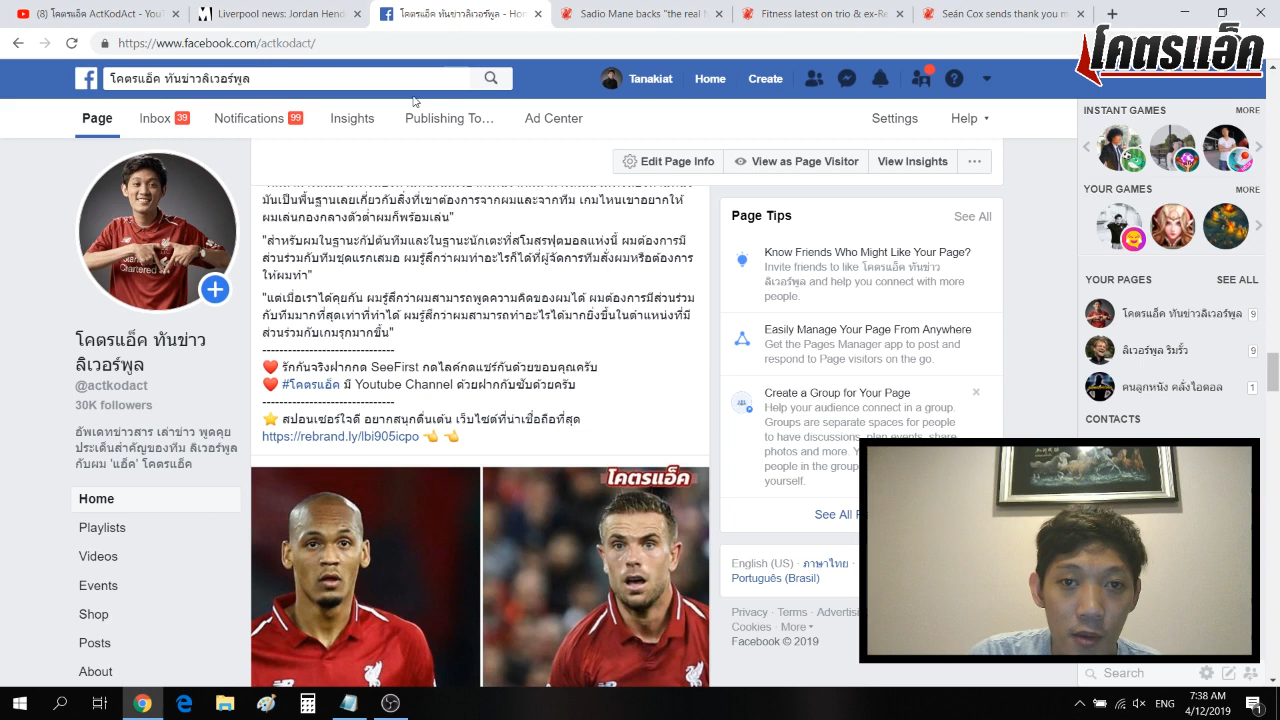 โคตรแอ็ค ActKodAct - YouT
Liverpool news: Jordan Hende
โคตรแอ็ค ทันข่าวลิเวอร์พูล - Hom
Sadio Mane backs "the real
Fitness latest on trip & ex-Re
Seán Cox sends thank you m
https://www.facebook.com/actkodact/
โคตรแอ็ค
โคตรแอ็ค ทันข่าวลิเวอร์พูล
Tanakiat
Home
Create
Page
Inbox 39
Notifications 99
Insights
Publishing To…
Ad Center
Settings
Help
Edit Page Info
View as Page Visitor
View Insights
โคตรแอ็ค ทันข่าว
ลิเวอร์พูล
@actkodact
30K followers
อัพเดทข่าวสาร เล่าข่าว พูดคุย
ประเด็นสำคัญของทีม ลิเวอร์พูล
กับผม 'แอ้ค' โคตรแอ็ค
Home
Playlists
Videos
Events
Shop
Posts
About
มันเป็นพื้นฐานเลยเกี่ยวกับสิ่งที่เขาต้องการจากผมและจากทีม เกมไหนเขาอยากให้
ผมเล่นกองกลางตัวต่ำผมก็พร้อมเล่น"
"สำหรับผมในฐานะกัปตันทีมและในฐานะนักเตะที่สโมสรฟุตบอลแห่งนี้ ผมต้องการมี
ส่วนร่วมกับทีมชุดแรกเสมอ ผมรู้สึกว่าผมทำอะไรก็ได้ที่ผู้จัดการทีมสั่งผมหรือต้องการ
ให้ผมทำ"
"แต่เมื่อเราได้คุยกัน ผมรู้สึกว่าผมสามารถพูดความคิดของผมได้ ผมต้องการมีส่วนร่วม
กับทีมมากที่สุดเท่าที่ทำได้ ผมรู้สึกว่าผมสามารถทำอะไรได้มากยิ่งขึ้นในตำแหน่งที่มี
ส่วนร่วมกับเกมรุกมากขึ้น"
-------------------------------
❤️ รักกันจริงฝากกด SeeFirst กดไลค์กดแชร์กันด้วยขอบคุณครับ
❤️ #โคตรแอ็ค มี Youtube Channel ด้วยฝากกันซับด้วยครับ
-------------------------------
⭐ สปอนเซอร์ใจดี อยากสนุกตื่นเต้น เว็บไซต์ที่น่าเชื่อถือที่สุด
https://rebrand.ly/lbi905icpo 👈 👈
โคตรแอ็ค
Standard
Chartered
Page Tips
See All
Know Friends Who Might Like Your Page?
Invite friends to like โคตรแอ็ค ทันข่าว
ลิเวอร์พูล and help you connect with more
people.
Easily Manage Your Page From Anywhere
Get the Pages Manager app to post and
respond to Page visitors on the go.
Create a Group for Your Page
Help your audience connect in a group.
Groups are separate spaces for people
to have discussions, plan events, share
photos and more. Y
people in the group
yourself.
See All P
English (US) · ภาษาไทย ·
Português (Brasil)
Privacy · Terms · Advertisi
Cookies · More
Facebook © 2019
INSTANT GAMES
MORE
YOUR GAMES
MORE
YOUR PAGES
SEE ALL
โคตรแอ็ค ทันข่าวลิเวอร์พูล 9
ลิเวอร์พูล ริมรั้ว 9
คนลูกหนัง คลั่งไอดอล 1
CONTACTS
Search
ENG
7:38 AM
4/12/2019
1